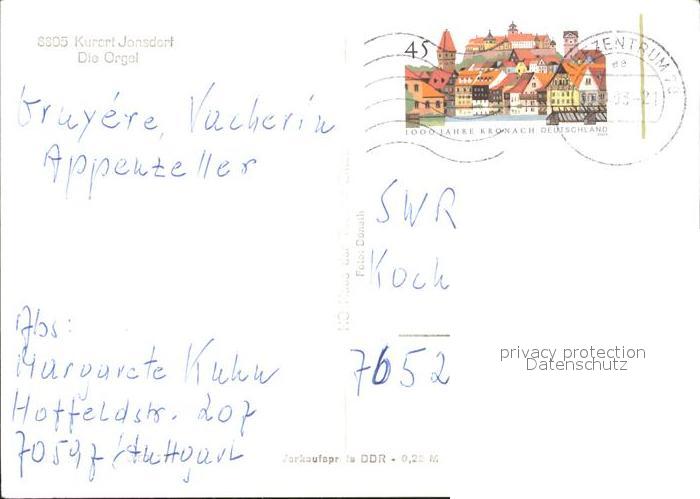 8805 Kurort Jonsdorf
Die Orgel
45
1000 JAHRE KRONACH DEUTSCHLAND
ZENTRUM
Gruyére, Vacherin
Appenzeller
SWR
Koch
Foto: Donath
7652
privacy protection
Datenschutz
Abs:
Margarete Kuhn
Hoffeldstr. 207
70597 Stuttgart
Verkaufspreis DDR - 0,25 M